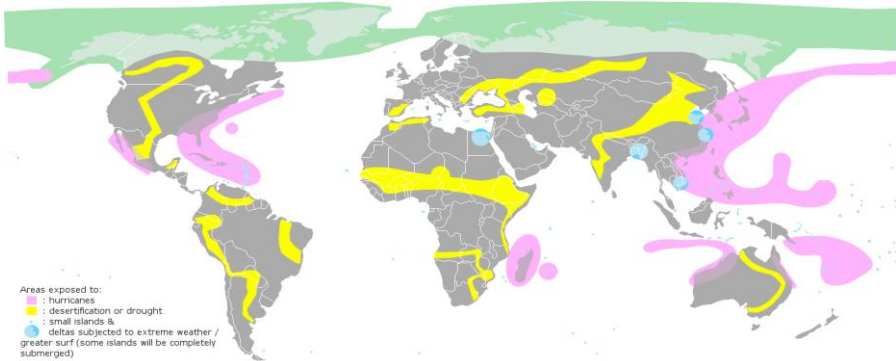 Areas exposed to:
: hurricanes
: desertification or drought
: small islands &
deltas subjected to extreme weather /
greater surf (some islands will be completely
submerged)